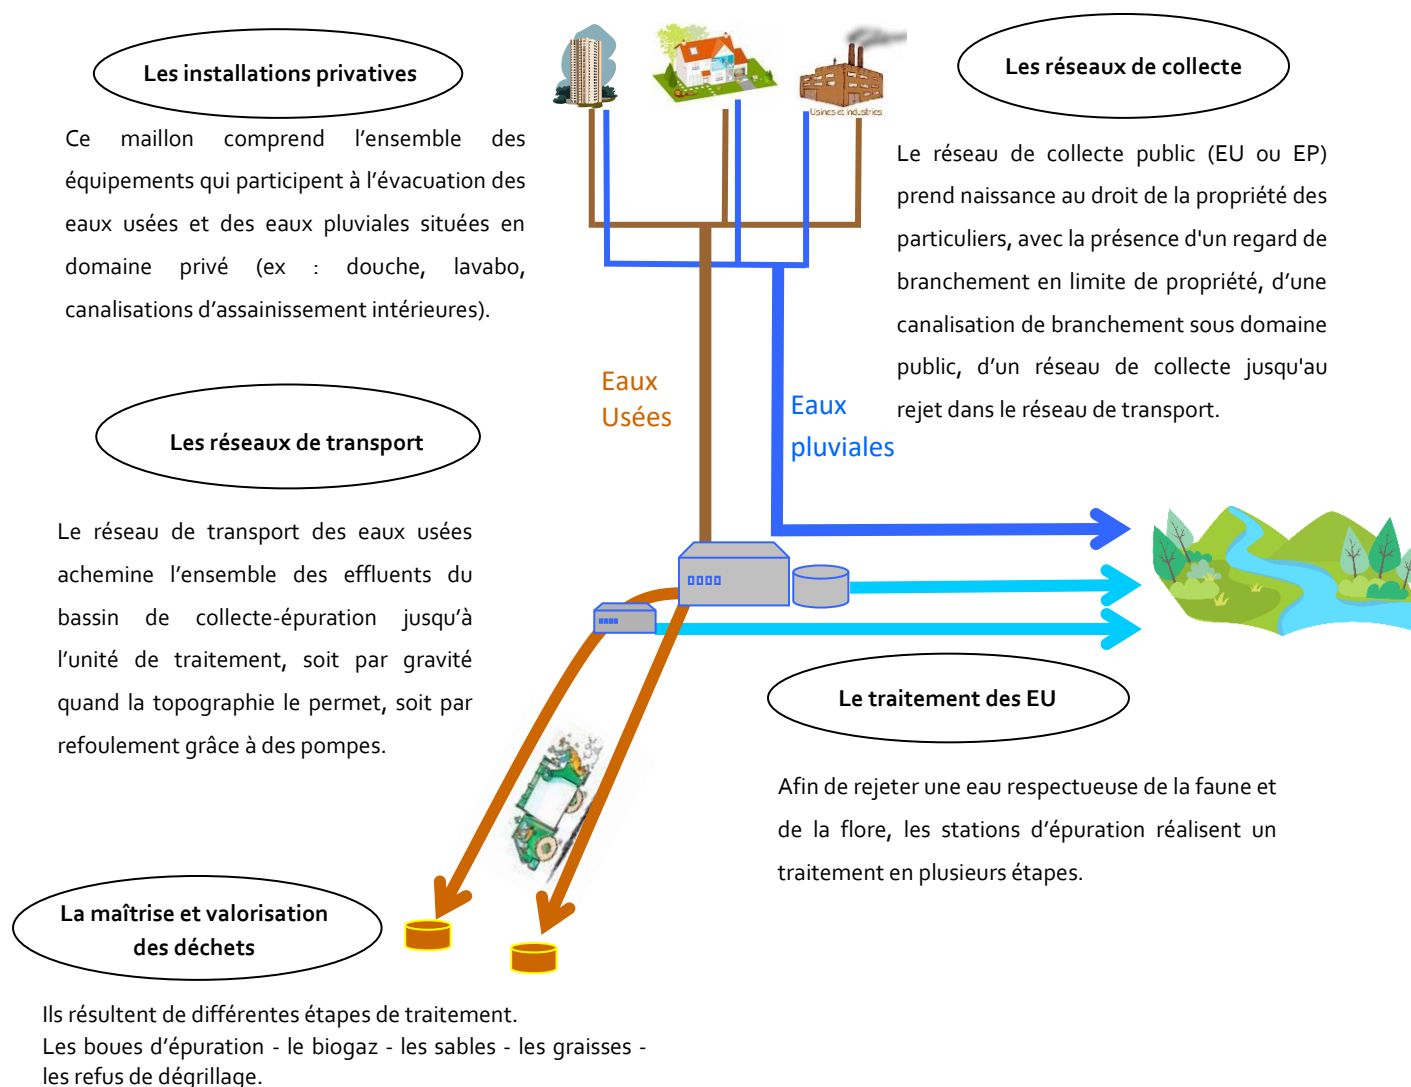 Les installations privatives
Ce maillon comprend l’ensemble des
équipements qui participent à l’évacuation des
eaux usées et des eaux pluviales situées en
domaine privé (ex : douche, lavabo,
canalisations d’assainissement intérieures).
Usines et industries
Les réseaux de collecte
Le réseau de collecte public (EU ou EP)
prend naissance au droit de la propriété des
particuliers, avec la présence d'un regard de
branchement en limite de propriété, d’une
canalisation de branchement sous domaine
public, d’un réseau de collecte jusqu'au
rejet dans le réseau de transport.
Eaux
Usées
Eaux
pluviales
Les réseaux de transport
Le réseau de transport des eaux usées
achemine l’ensemble des effluents du
bassin de collecte-épuration jusqu’à
l’unité de traitement, soit par gravité
quand la topographie le permet, soit par
refoulement grâce à des pompes.
Le traitement des EU
Afin de rejeter une eau respectueuse de la faune et
de la flore, les stations d’épuration réalisent un
traitement en plusieurs étapes.
La maîtrise et valorisation
des déchets
Ils résultent de différentes étapes de traitement.
Les boues d’épuration - le biogaz - les sables - les graisses -
les refus de dégrillage.